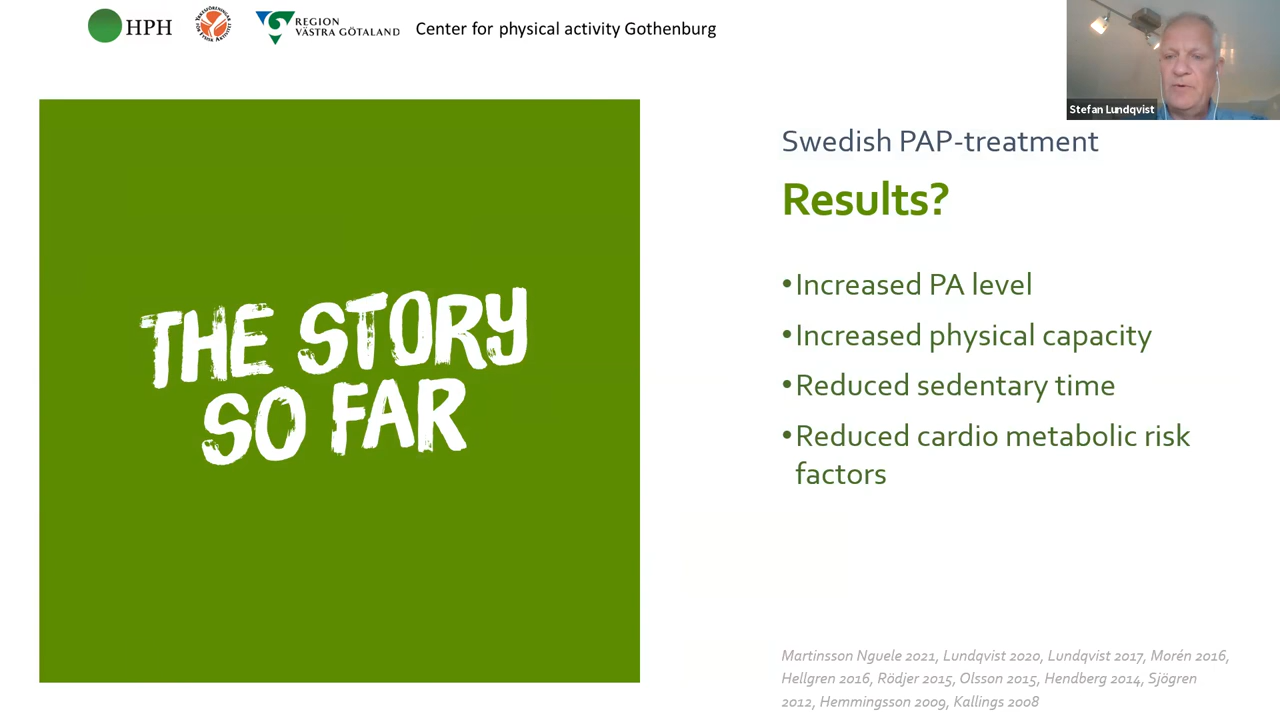 HPH
REGION
VÄSTRA GÖTALAND
Center for physical activity Gothenburg
Stefan Lundqvist
THE STORY
SO FAR
Swedish PAP-treatment
Results?
•Increased PA level
•Increased physical capacity
•Reduced sedentary time
•Reduced cardio metabolic risk
factors
Martinsson Nguele 2021, Lundqvist 2020, Lundqvist 2017, Morén 2016,
Hellgren 2016, Rödjer 2015, Olsson 2015, Hendberg 2014, Sjögren
2012, Hemmingsson 2009, Kallings 2008